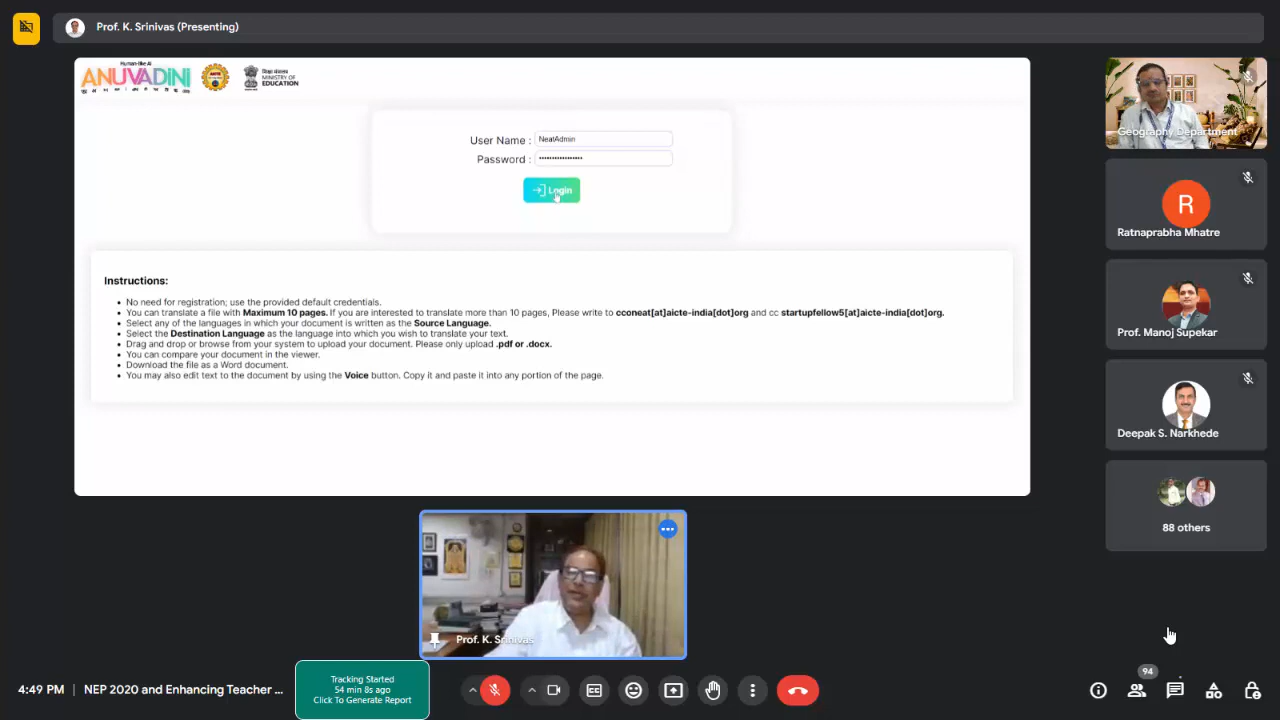 Prof. K. Srinivas (Presenting)
Human-like AI
ANUVADINI
MINISTRY OF
EDUCATION
User Name :
NeatAdmin
Password :
••••••••••••••••
Login
Instructions:
No need for registration; use the provided default credentials.
You can translate a file with Maximum 10 pages. If you are interested to translate more than 10 pages, Please write to cconeat[at]aicte-india[dot]org and cc startupfellow5[at]aicte-india[dot]org.
Select any of the languages in which your document is written as the Source Language.
Select the Destination Language as the language into which you wish to translate your text.
Drag and drop or browse from your system to upload your document. Please only upload .pdf or .docx.
You can compare your document in the viewer.
Download the file as a Word document.
You may also edit text to the document by using the Voice button. Copy it and paste it into any portion of the page.
Geography Department
R
Ratnaprabha Mhatre
Prof. Manoj Supekar
Deepak S. Narkhede
88 others
Prof. K. Srinivas
4:49 PM | NEP 2020 and Enhancing Teacher ...
Tracking Started
54 min 8s ago
Click To Generate Report
94